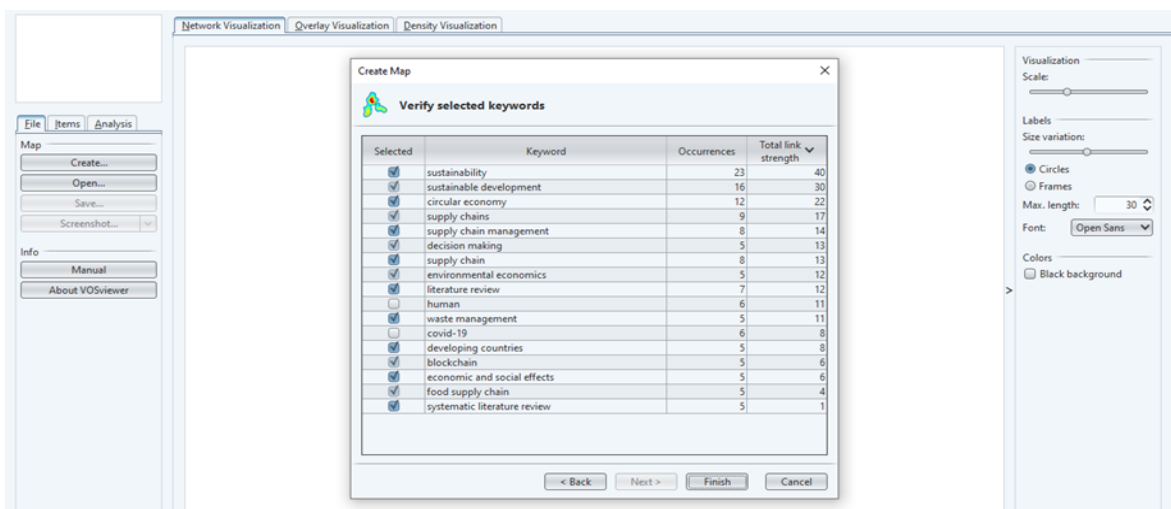 Network Visualization Overlay Visualization Density Visualization
File Items Analysis
Map
Create...
Open...
Save...
Screenshot...
Info
Manual
About VOSviewer
Create Map
Verify selected keywords
Selected Keyword Occurrences Total link strength
sustainability 23 40
sustainable development 16 30
circular economy 12 22
supply chains 9 17
supply chain management 8 14
decision making 5 13
supply chain 8 13
environmental economics 5 12
literature review 7 12
human 6 11
waste management 5 11
covid-19 6 8
developing countries 5 8
blockchain 5 6
economic and social effects 5 6
food supply chain 5 4
systematic literature review 5 1
< Back Next > Finish Cancel
>
Visualization
Scale:
Labels
Size variation:
Circles
Frames
Max. length: 30
Font: Open Sans
Colors
Black background